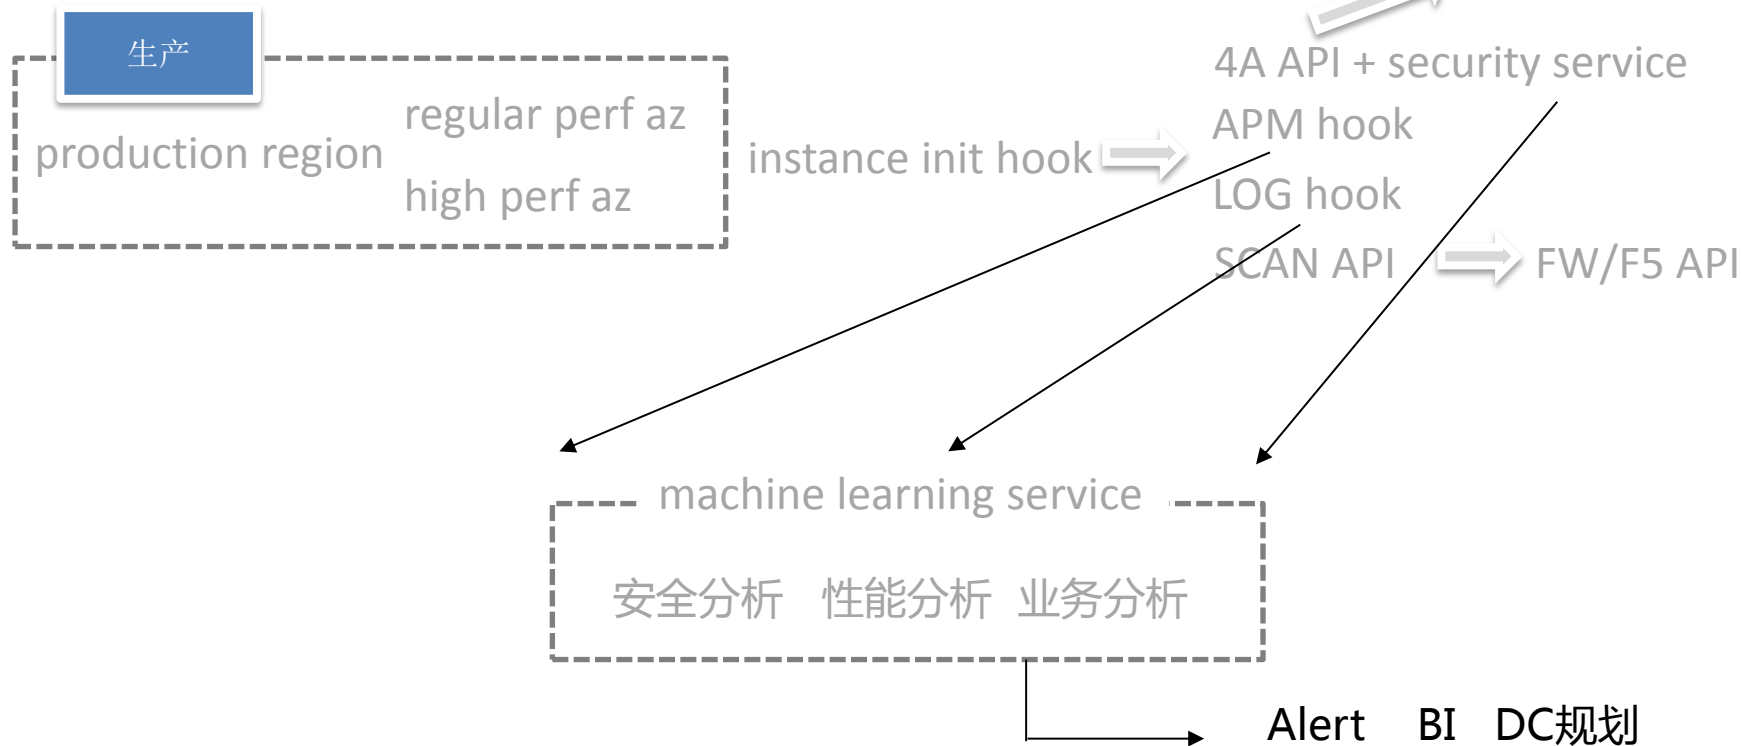 生产
production region
regular perf az
high perf az
instance init hook
4A API + security service
APM hook
LOG hook
SCAN API
FW/F5 API
machine learning service
安全分析 性能分析 业务分析
Alert BI DC规划